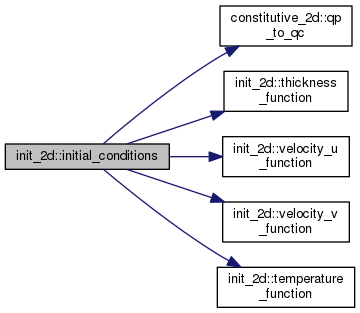 constitutive_2d::qp
_to_qc
init_2d::thickness
_function
init_2d::initial_conditions
init_2d::velocity_u
_function
init_2d::velocity_v
_function
init_2d::temperature
_function